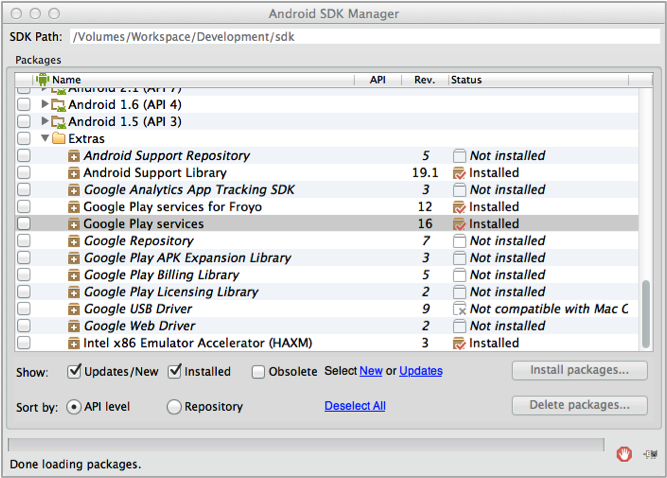 Android SDK Manager
SDK Path: /Volumes/Workspace/Development/sdk
Packages
Name API Rev. Status
Android 2.1 (API 7)
Android 1.6 (API 4)
Android 1.5 (API 3)
Extras
Android Support Repository 5 Not installed
Android Support Library 19.1 Installed
Google Analytics App Tracking SDK 3 Not installed
Google Play services for Froyo 12 Installed
Google Play services 16 Installed
Google Repository 7 Not installed
Google Play APK Expansion Library 3 Not installed
Google Play Billing Library 5 Not installed
Google Play Licensing Library 2 Not installed
Google USB Driver 9 Not compatible with Mac O
Google Web Driver 2 Not installed
Intel x86 Emulator Accelerator (HAXM) 3 Installed
Show: Updates/New Installed Obsolete Select New or Updates Install packages...
Sort by: API level Repository Deselect All Delete packages...
Done loading packages.